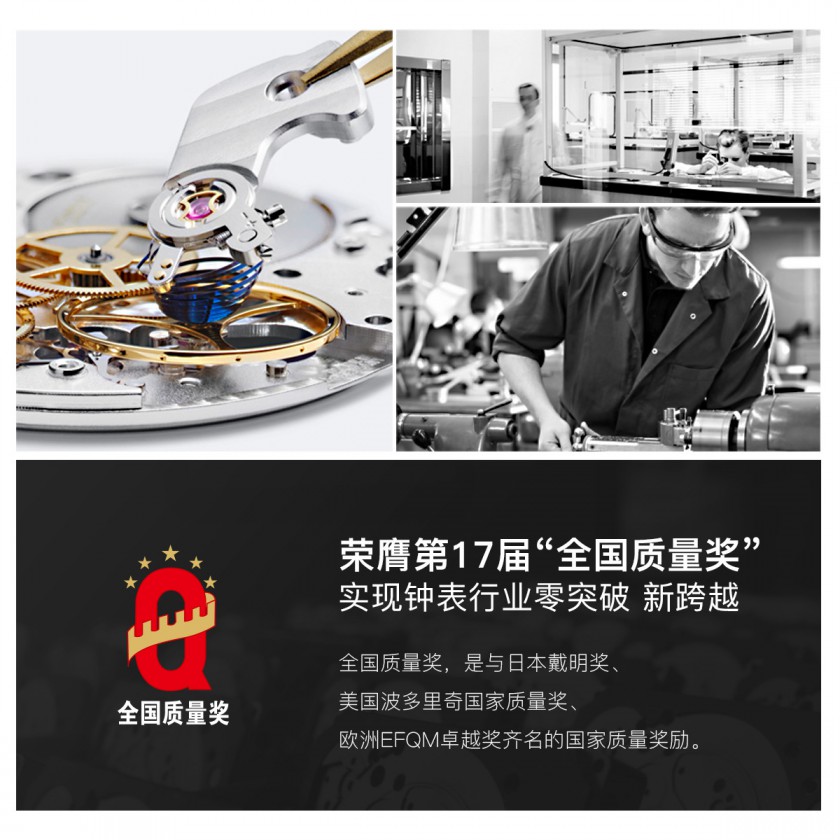 荣膺第17届“全国质量奖”
实现钟表行业零突破 新跨越
全国质量奖，是与日本戴明奖、
美国波多里奇国家质量奖、
欧洲EFQM卓越奖齐名的国家质量奖励。
全国质量奖